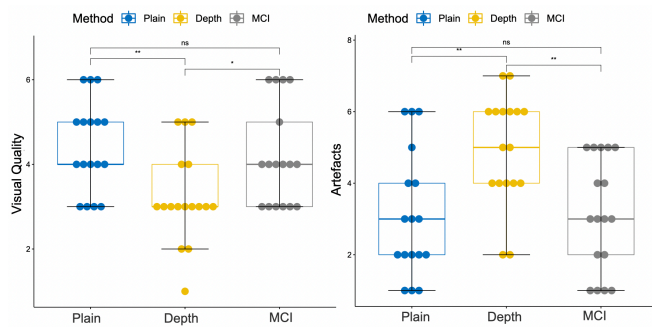 Method Plain Depth MCI
ns
**
*
6
4
2
Visual Quality
Plain Depth MCI
Method Plain Depth MCI
8
ns
**
**
6
4
2
Artefacts
Plain Depth MCI